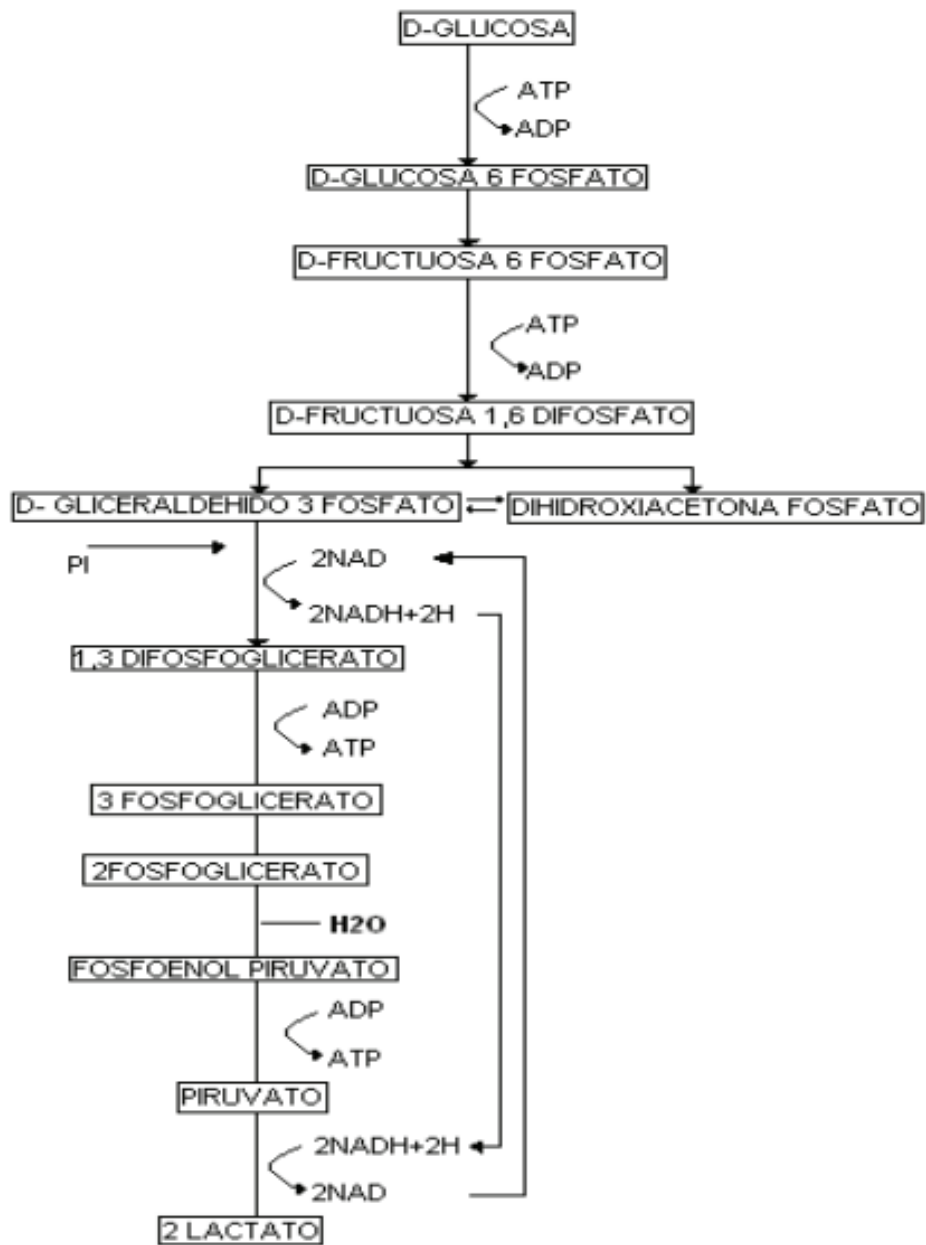 D-GLUCOSA
ATP
ADP
D-GLUCOSA 6 FOSFATO
D-FRUCTUOSA 6 FOSFATO
ATP
ADP
D-FRUCTUOSA 1,6 DIFOSFATO
D- GLICERALDEHIDO 3 FOSFATO
DIHIDROXIACETONA FOSFATO
PI
2NAD
2NADH+2H
1,3 DIFOSFOGLICERATO
ADP
ATP
3 FOSFOGLICERATO
2FOSFOGLICERATO
H2O
FOSFOENOL PIRUVATO
ADP
ATP
PIRUVATO
2NADH+2H
2NAD
2 LACTATO